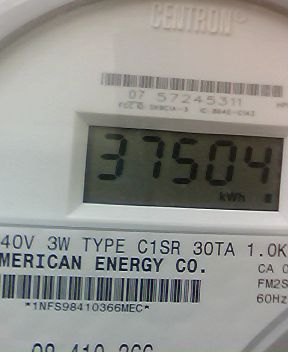 CENTRON®
07 57245311
37504
kWh
40V 3W TYPE C1SR 30TA 1.0K
MERICAN ENERGY CO.
CA 0
FM2S
60Hz
*1NFS98410366MEC*